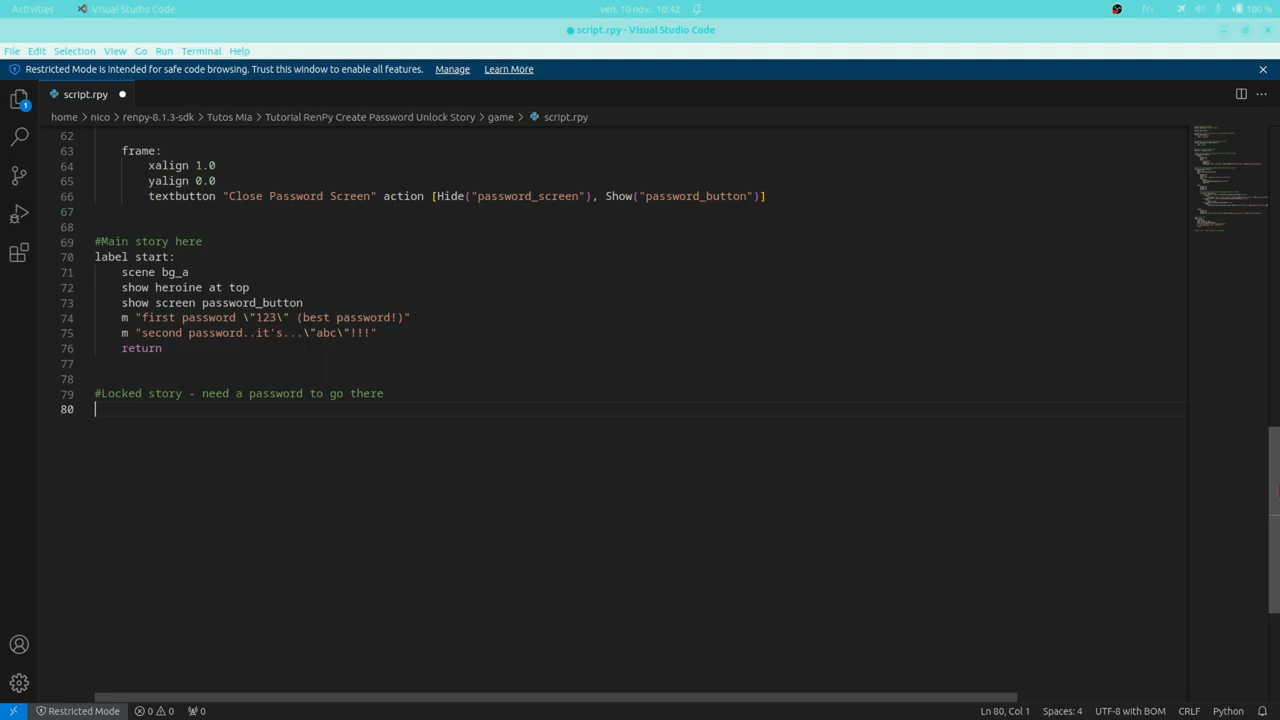 Activities
Visual Studio Code
ven. 10 nov. 10:42
fr₁
100 %
● script.rpy - Visual Studio Code
File Edit Selection View Go Run Terminal Help
Restricted Mode is intended for safe code browsing. Trust this window to enable all features. Manage Learn More
script.rpy
home > nico > renpy-8.1.3-sdk > Tutos Mia > Tutorial RenPy Create Password Unlock Story > game > script.rpy
1
62
63 frame:
64 xalign 1.0
65 yalign 0.0
66 textbutton "Close Password Screen" action [Hide("password_screen"), Show("password_button")]
67
68
69 #Main story here
70 label start:
71 scene bg_a
72 show heroine at top
73 show screen password_button
74 m "first password \"123\" (best password!)"
75 m "second password..it's...\"abc\"!!!"
76 return
77
78
79 #Locked story - need a password to go there
80
Restricted Mode 0 0 0
Ln 80, Col 1 Spaces: 4 UTF-8 with BOM CRLF Python